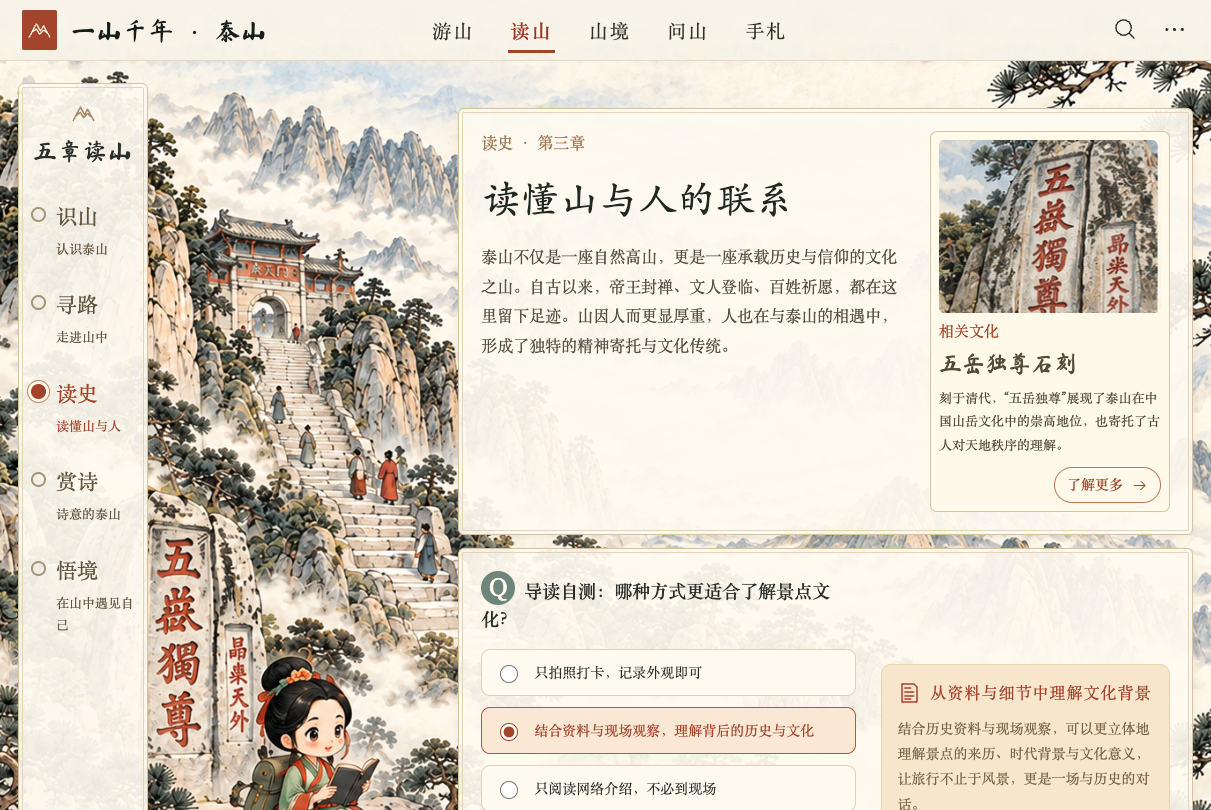 一山千年 · 泰山
游山
读山
山境
问山
手札
五章读山
识山
认识泰山
寻路
走进山中
读史
读懂山与人
赏诗
诗意的泰山
悟境
在山中遇见自
己
五嶽獨尊
昂头天外
读史 · 第三章
读懂山与人的联系
泰山不仅是一座自然高山，更是一座承载历史与信仰的文化
之山。自古以来，帝王封禅、文人登临、百姓祈愿，都在这
里留下足迹。山因人而更显厚重，人也在与泰山的相遇中，
形成了独特的精神寄托与文化传统。
五嶽獨尊
相关文化
五岳独尊石刻
刻于清代，“五岳独尊”展现了泰山在中
国山岳文化中的崇高地位，也寄托了古
人对天地秩序的理解。
了解更多 →
Q 导读自测：哪种方式更适合了解景点文
化？
只拍照打卡，记录外观即可
结合资料与现场观察，理解背后的历史与文化
只阅读网络介绍，不必到现场
从资料与细节中理解文化背景
结合历史资料与现场观察，可以更立体地
理解景点的来历、时代背景与文化意义，
让旅行不止于风景，更是一场与历史的对
话。